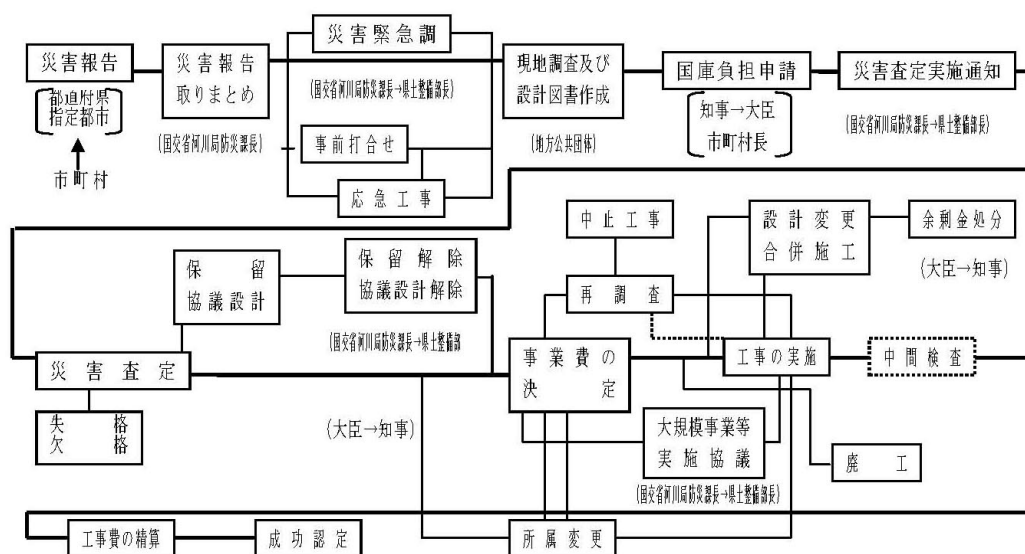 災害緊急調
災害報告
災害報告
取りまとめ
現地調査及び
設計図書作成
国庫負担申請
災害査定実施通知
都道府県
指定都市
(国交省河川局防災課長→県土整備部長)
知事→大臣
市町村長
(国交省河川局防災課長→県土整備部長)
(国交省河川局防災課長)
事前打合せ
(地方公共団体)
市町村
応急工事
中止工事
設計変更
合併施工
余剰金処分
保留
協議設計
保留解除
協議設計解除
(大臣→知事)
再調査
(国交省河川局防災課長→県土整備部
災害査定
事業費の
決定
工事の実施
中間検査
失格
欠格
(大臣→知事)
大規模事業等
実施協議
廃工
(国交省河川局防災課長→県土整備部長)
工事費の精算
成功認定
所属変更